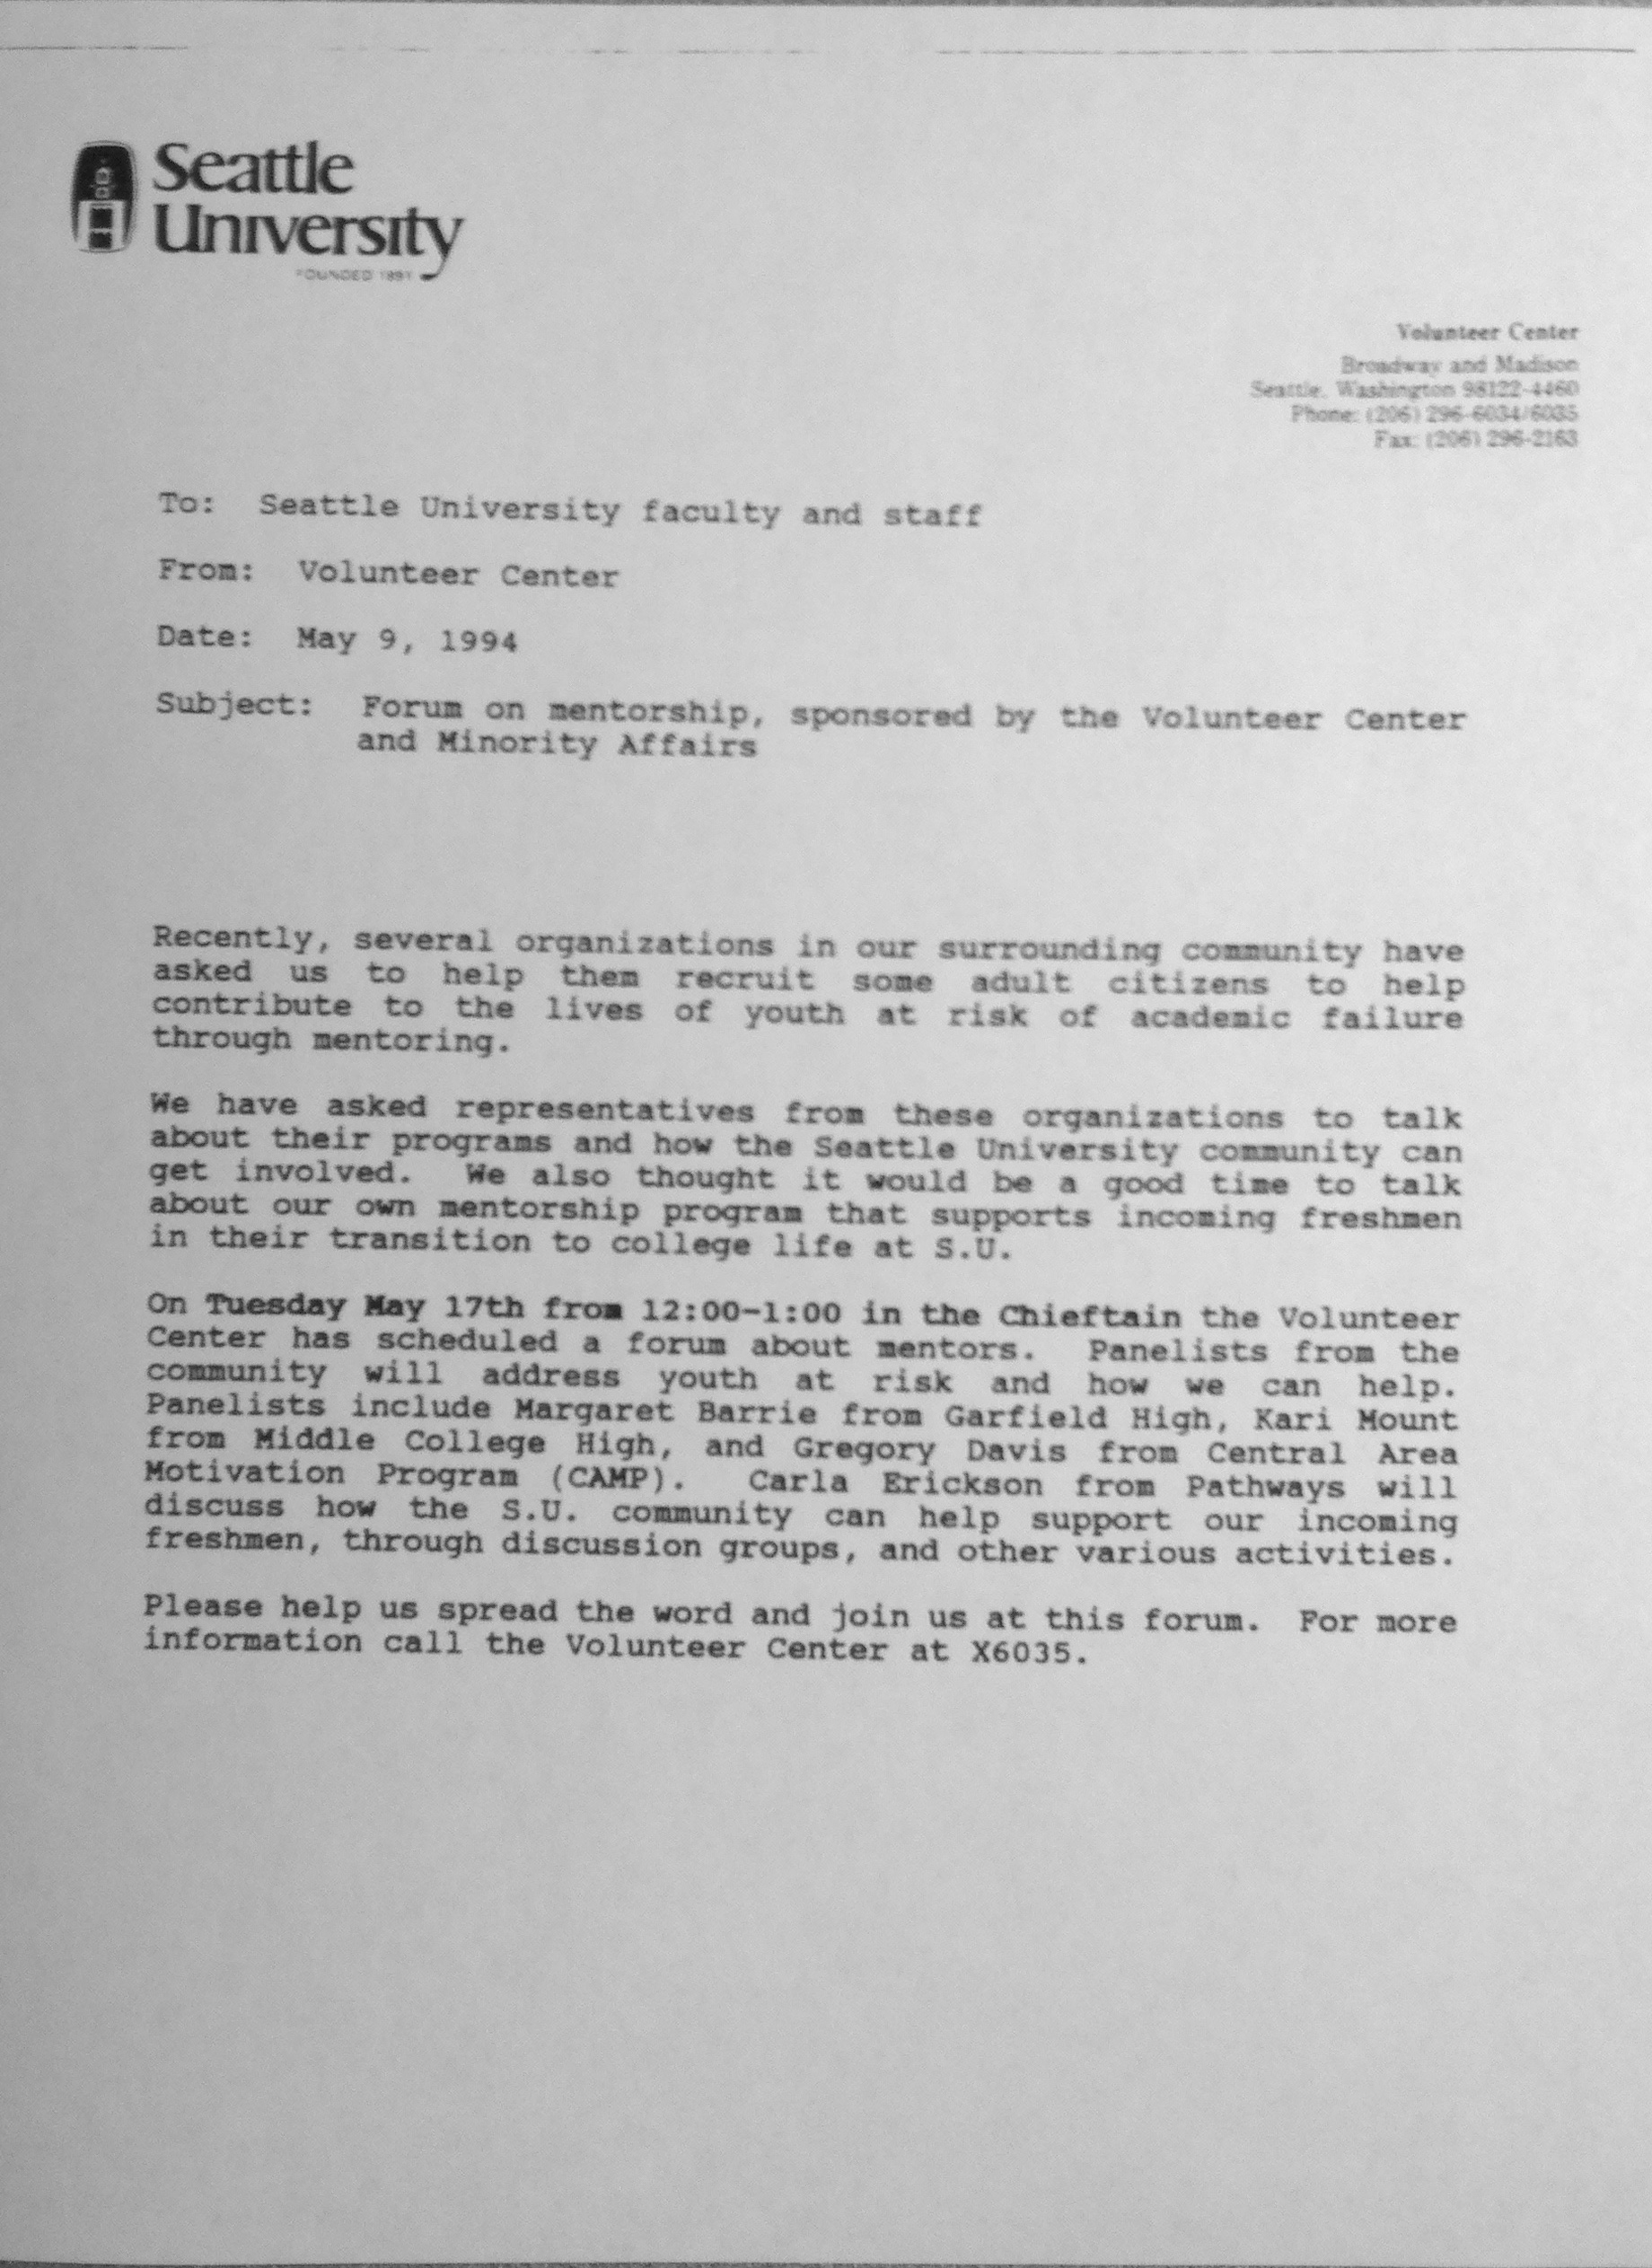 Seattle
University
FOUNDED 1891
Volunteer Center
Broadway and Madison
Seattle, Washington 98122-4460
Phone: (206) 296-6034/6035
Fax: (206) 296-2163
To: Seattle University faculty and staff
From: Volunteer Center
Date: May 9, 1994
Subject: Forum on mentorship, sponsored by the Volunteer Center
and Minority Affairs
Recently, several organizations in our surrounding community have
asked us to help them recruit some adult citizens to help
contribute to the lives of youth at risk of academic failure
through mentoring.
We have asked representatives from these organizations to talk
about their programs and how the Seattle University community can
get involved. We also thought it would be a good time to talk
about our own mentorship program that supports incoming freshmen
in their transition to college life at S.U.
On Tuesday May 17th from 12:00-1:00 in the Chieftain the Volunteer
Center has scheduled a forum about mentors. Panelists from the
community will address youth at risk and how we can help.
Panelists include Margaret Barrie from Garfield High, Kari Mount
from Middle College High, and Gregory Davis from Central Area
Motivation Program (CAMP). Carla Erickson from Pathways will
discuss how the S.U. community can help support our incoming
freshmen, through discussion groups, and other various activities.
Please help us spread the word and join us at this forum. For more
information call the Volunteer Center at X6035.